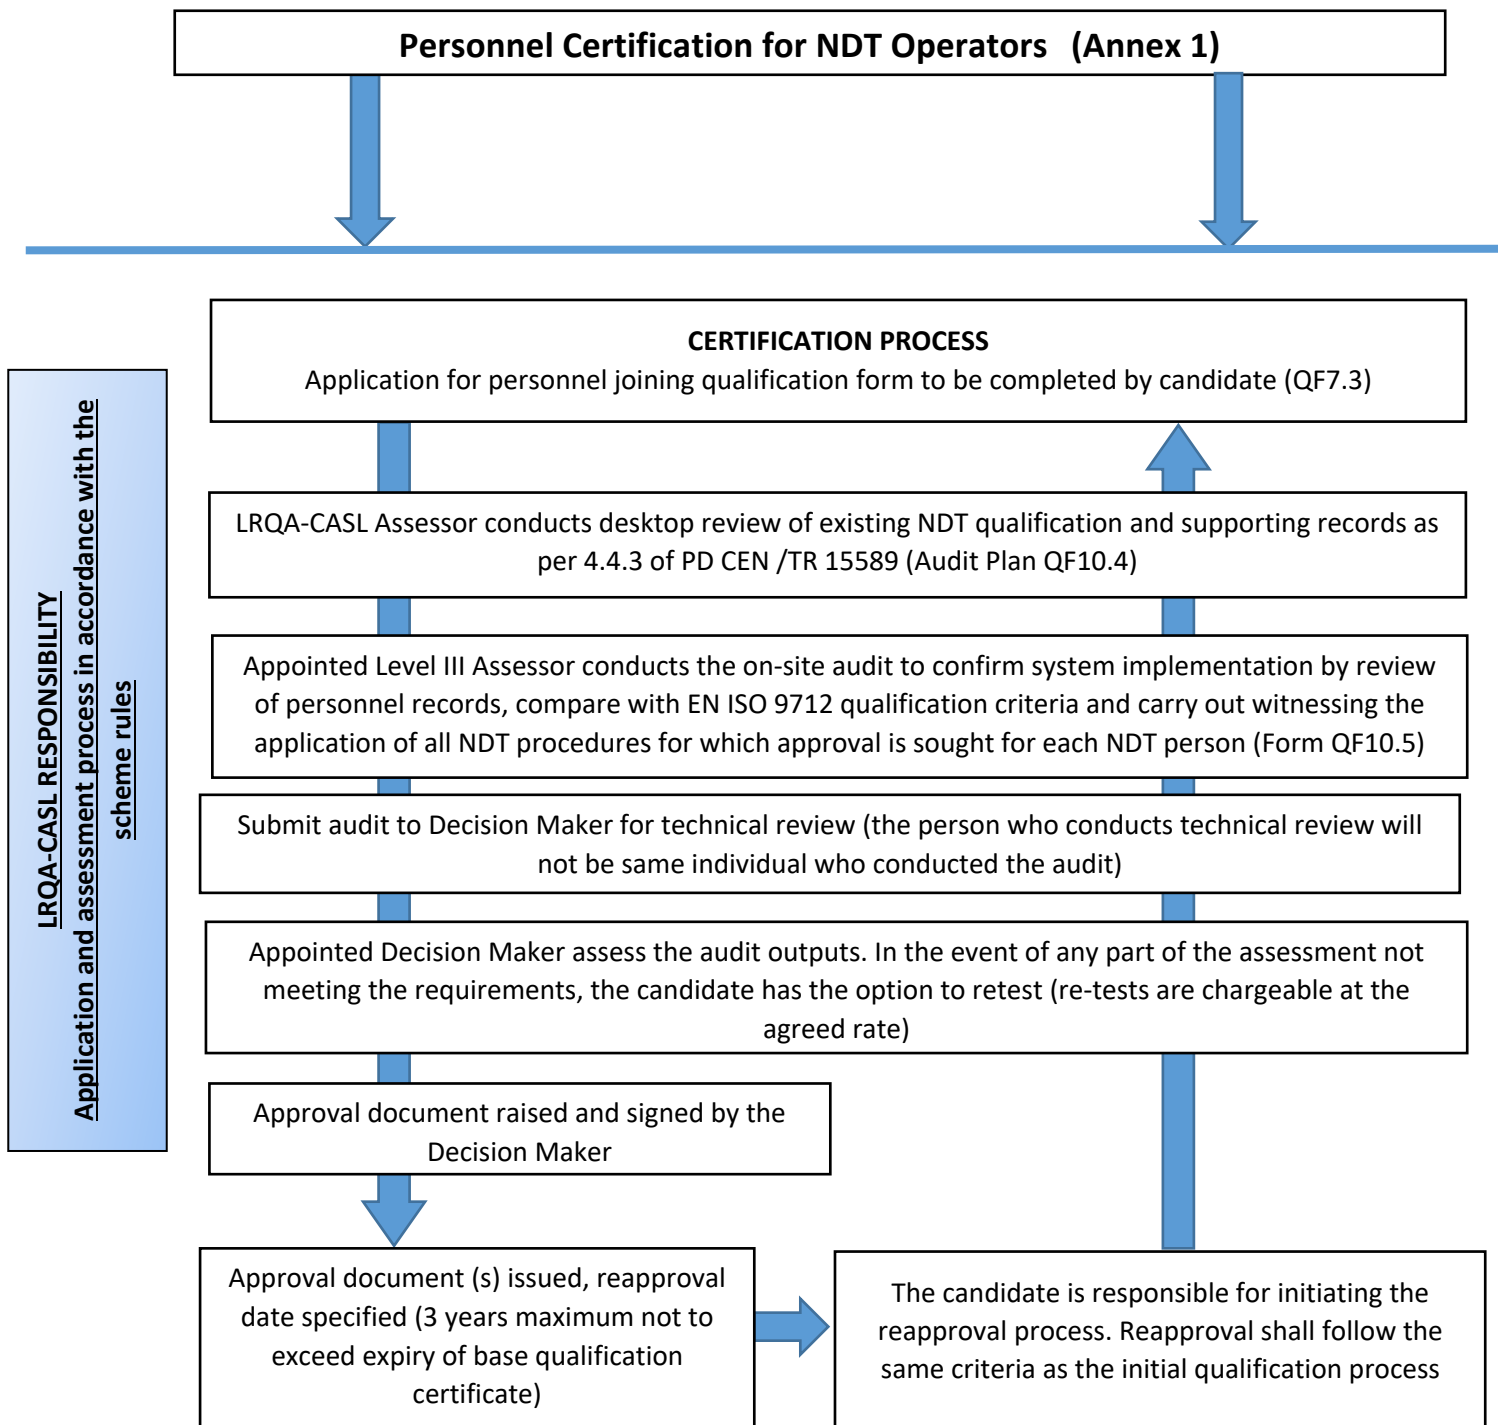 Personnel Certification for NDT Operators (Annex 1)
CERTIFICATION PROCESS
Application for personnel joining qualification form to be completed by candidate (QF7.3)
LRQA-CASL RESPONSIBILITY
Application and assessment process in accordance with the
scheme rules
LRQA-CASL Assessor conducts desktop review of existing NDT qualification and supporting records as
per 4.4.3 of PD CEN /TR 15589 (Audit Plan QF10.4)
Appointed Level III Assessor conducts the on-site audit to confirm system implementation by review
of personnel records, compare with EN ISO 9712 qualification criteria and carry out witnessing the
application of all NDT procedures for which approval is sought for each NDT person (Form QF10.5)
Submit audit to Decision Maker for technical review (the person who conducts technical review will
not be same individual who conducted the audit)
Appointed Decision Maker assess the audit outputs. In the event of any part of the assessment not
meeting the requirements, the candidate has the option to retest (re-tests are chargeable at the
agreed rate)
Approval document raised and signed by the
Decision Maker
Approval document (s) issued, reapproval
date specified (3 years maximum not to
exceed expiry of base qualification
certificate)
The candidate is responsible for initiating the
reapproval process. Reapproval shall follow the
same criteria as the initial qualification process